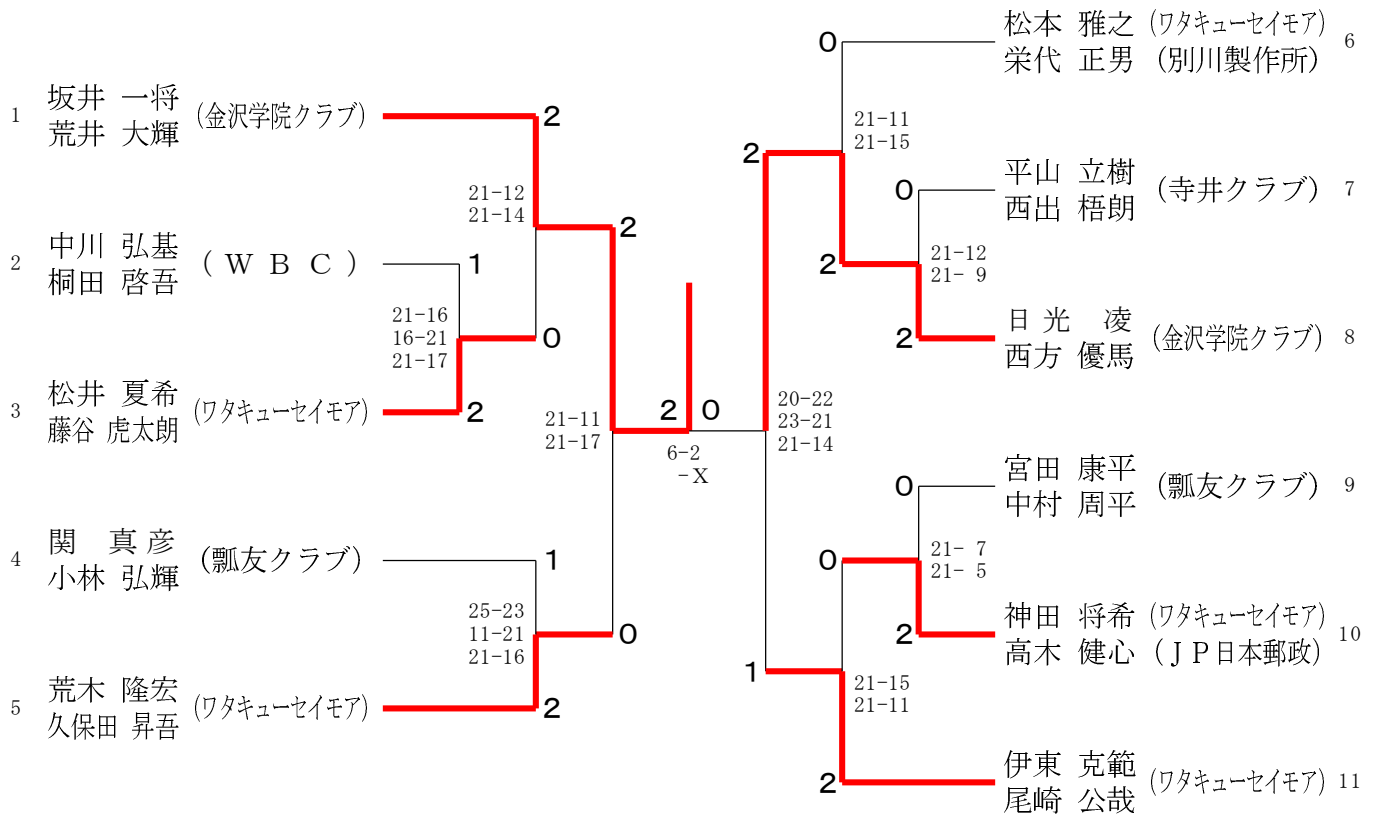 1
坂井 一将
荒井 大輝
(金沢学院クラブ)
2
21-12
21-14
2
2
中川 弘基
桐田 啓吾
(ＷＢＣ)
1
21-16
16-21
21-17
0
3
松井 夏希
藤谷 虎太朗
(ワタキューセイモア)
2
21-11
21-17
4
関 真彦
小林 弘輝
(瓢友クラブ)
1
25-23
11-21
21-16
0
5
荒木 隆宏
久保田 昇吾
(ワタキューセイモア)
2
2 0
6-2
-X
0
松本 雅之 (ワタキューセイモア)
栄代 正男 (別川製作所)
6
21-11
21-15
2
0
平山 立樹
西出 梧朗
(寺井クラブ)
7
2
21-12
21- 9
2
日光 凌
西方 優馬
(金沢学院クラブ)
8
20-22
23-21
21-14
0
宮田 康平
中村 周平
(瓢友クラブ)
9
0
21- 7
21- 5
2
神田 将希 (ワタキューセイモア)
高木 健心 (ＪＰ日本郵政)
10
1
21-15
21-11
2
伊東 克範
尾崎 公哉
(ワタキューセイモア)
11